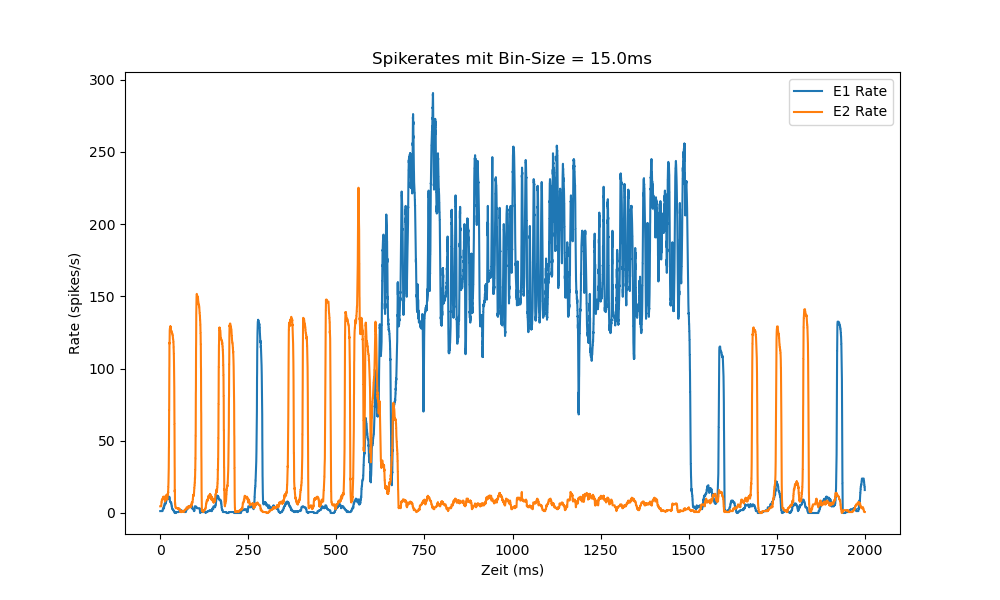 Spikerates mit Bin-Size = 15.0ms
E1 Rate
E2 Rate
Rate (spikes/s)
300
250
200
150
100
50
0
0 250 500 750 1000 1250 1500 1750 2000
Zeit (ms)